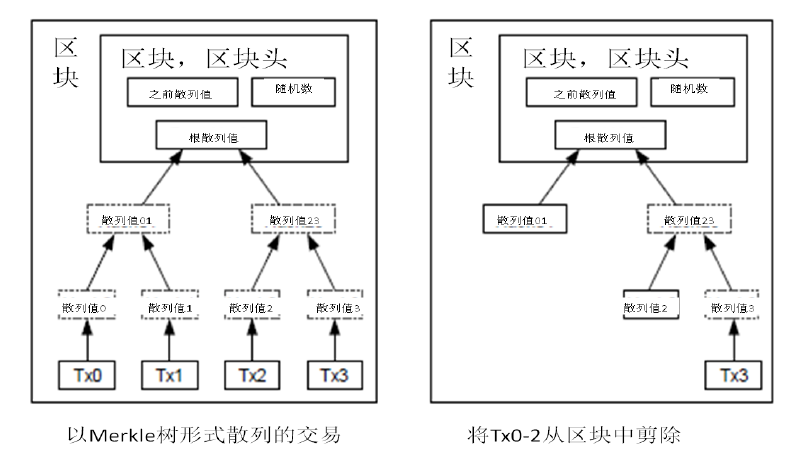 区块
区块，区块头
之前散列值
随机数
根散列值
散列值01
散列值23
散列值0
散列值1
散列值2
散列值3
Tx0
Tx1
Tx2
Tx3
以Merkle树形式散列的交易
区块
区块，区块头
之前散列值
随机数
根散列值
散列值01
散列值23
散列值2
散列值3
Tx3
将Tx0-2从区块中剪除